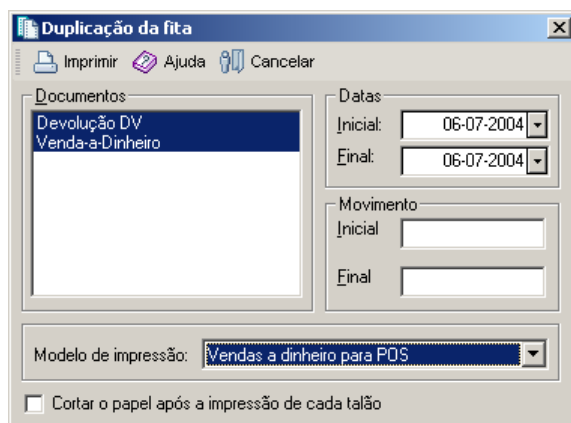 Duplicação da fita
Imprimir Ajuda Cancelar
Documentos
Devolução DV
Venda-a-Dinheiro
Datas
Inicial: 06-07-2004
Final: 06-07-2004
Movimento
Inicial
Final
Modelo de impressão: Vendas a dinheiro para POS
Cortar o papel após a impressão de cada talão